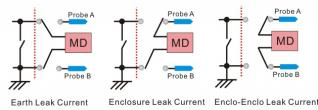 Probe A
MD
Probe B
Earth Leak Current
Probe A
MD
Probe B
Enclosure Leak Current
Probe A
MD
Probe B
Enclo-Enclo Leak Current